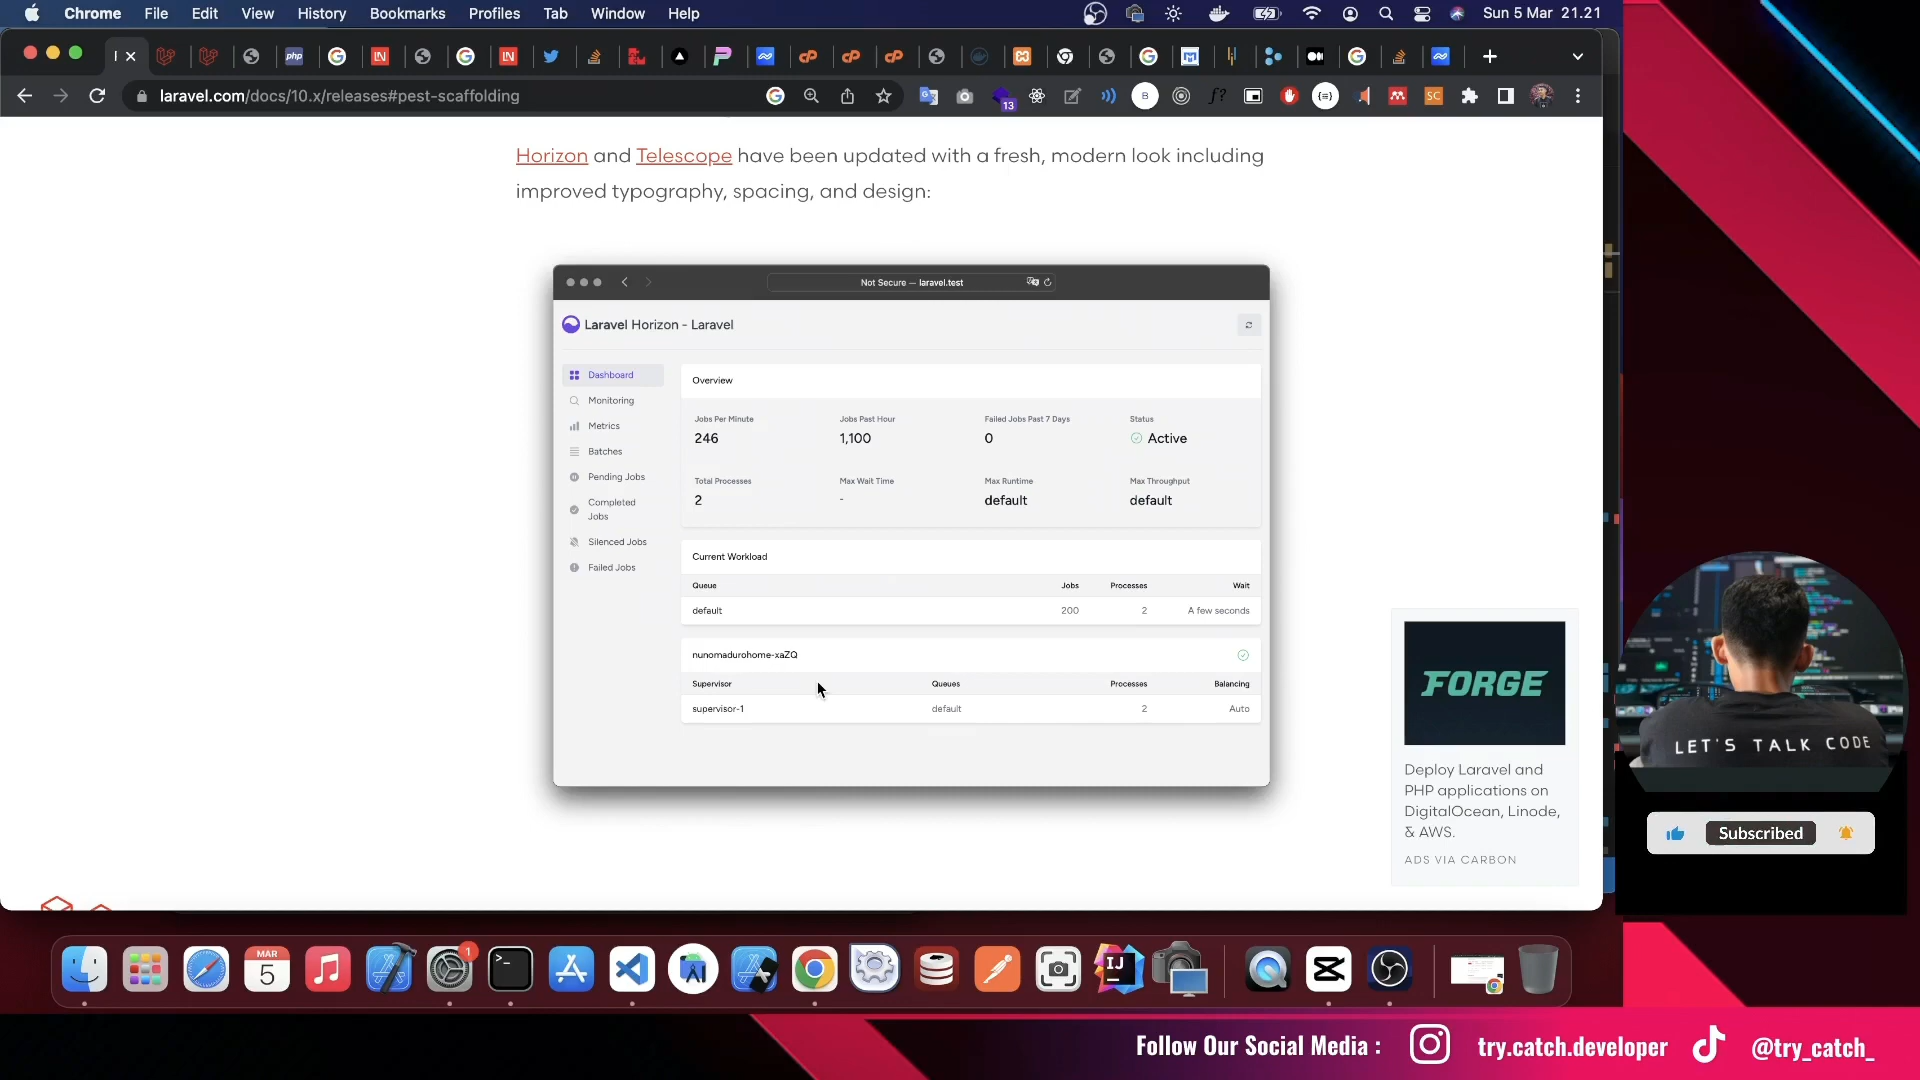 Chrome File Edit View History Bookmarks Profiles Tab Window Help
Sun 5 Mar 21.21
laravel.com/docs/10.x/releases#pest-scaffolding
13
Horizon and Telescope have been updated with a fresh, modern look including
improved typography, spacing, and design:
Not Secure — laravel.test
Laravel Horizon - Laravel
Dashboard
Monitoring
Metrics
Batches
Pending Jobs
Completed
Jobs
Silenced Jobs
Failed Jobs
Overview
Jobs Per Minute Jobs Past Hour Failed Jobs Past 7 Days Status
246 1,100 0 Active
Total Processes Max Wait Time Max Runtime Max Throughput
2 - default default
Current Workload
Queue Jobs Processes Wait
default 200 2 A few seconds
nunomadurohome-xaZQ
Supervisor Queues Processes Balancing
supervisor-1 default 2 Auto
FORGE
Deploy Laravel and
PHP applications on
DigitalOcean, Linode,
& AWS.
ADS VIA CARBON
LET'S TALK CODE
Subscribed
MAR
5
1
Follow Our Social Media : try.catch.developer @try_catch_